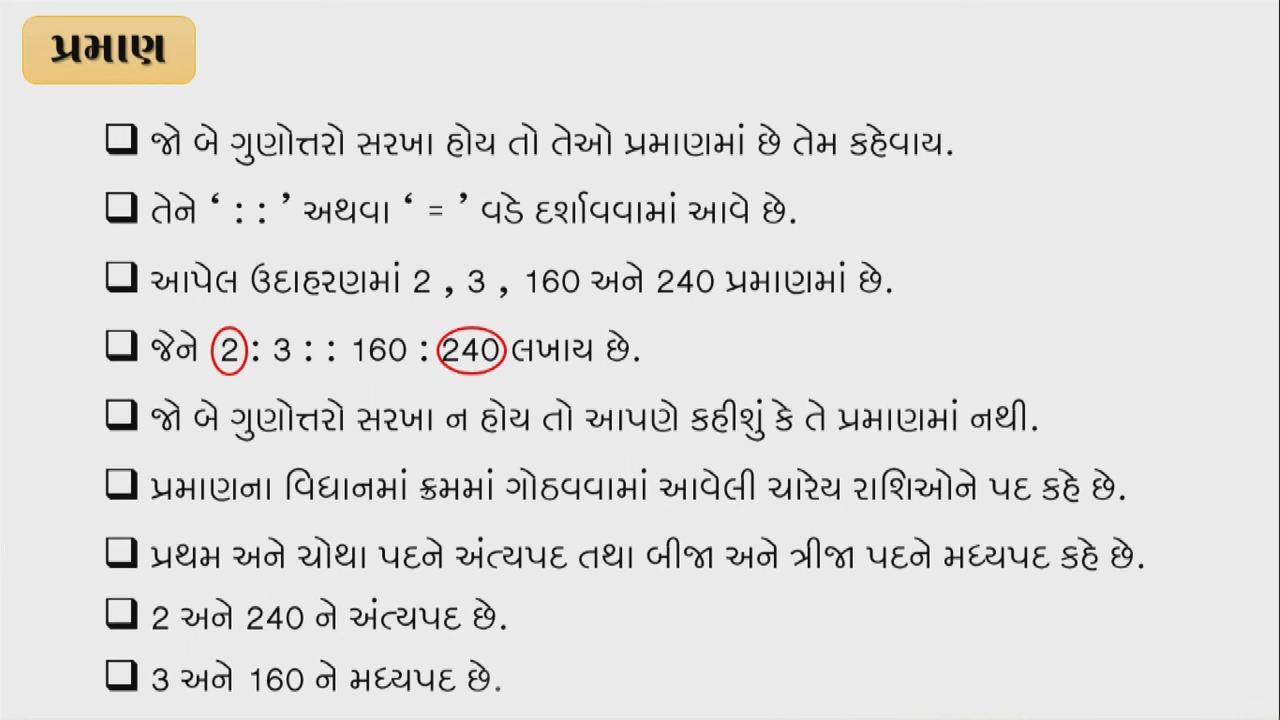 પ્રમાણ
❑ જો બે ગુણોત્તરો સરખા હોય તો તેઓ પ્રમાણમાં છે તેમ કહેવાય.
❑ તેને ‘ : : ’ અથવા ‘ = ’ વડે દર્શાવવામાં આવે છે.
❑ આપેલ ઉદાહરણમાં 2 , 3 , 160 અને 240 પ્રમાણમાં છે.
❑ જેને 2 : 3 : : 160 : 240 લખાય છે.
❑ જો બે ગુણોત્તરો સરખા ન હોય તો આપણે કહીશું કે તે પ્રમાણમાં નથી.
❑ પ્રમાણના વિધાનમાં ક્રમમાં ગોઠવવામાં આવેલી ચારેય રાશિઓને પદ કહે છે.
❑ પ્રથમ અને ચોથા પદને અંત્યપદ તથા બીજા અને ત્રીજા પદને મધ્યપદ કહે છે.
❑ 2 અને 240 ને અંત્યપદ છે.
❑ 3 અને 160 ને મધ્યપદ છે.